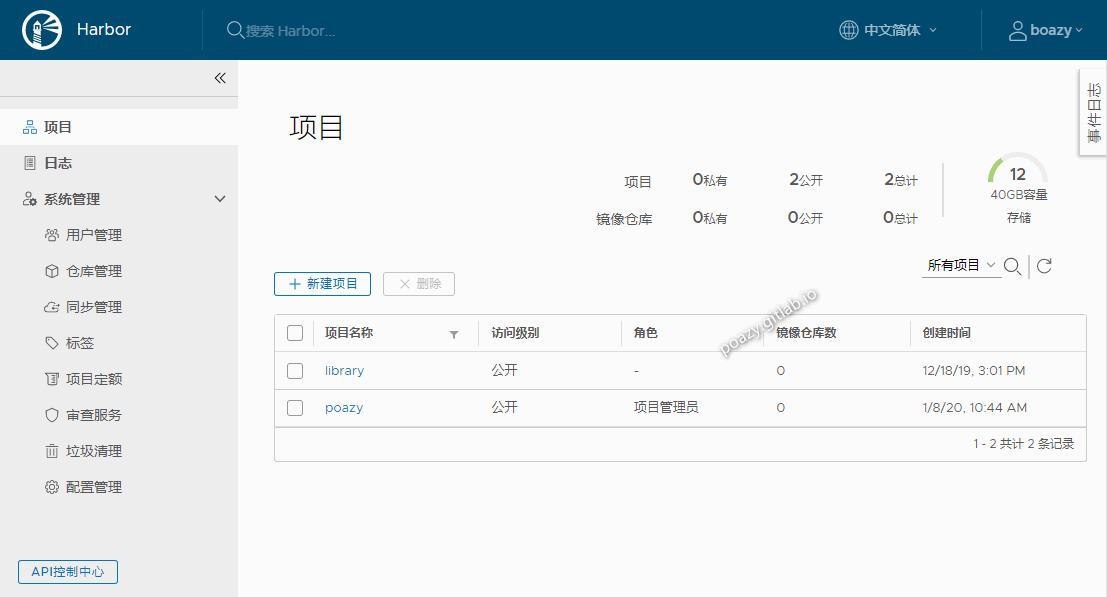 Harbor
搜索 Harbor...
中文简体
boazy
事件日志
项目
日志
系统管理
用户管理
仓库管理
同步管理
标签
项目定额
审查服务
垃圾清理
配置管理
API控制中心
项目
项目 0私有 2公开 2总计
镜像仓库 0私有 0公开 0总计
12
40GB容量
存储
所有项目
新建项目 删除
poazy.gitlab.io
项目名称 访问级别 角色 镜像仓库数 创建时间
library 公开 - 0 12/18/19, 3:01 PM
poazy 公开 项目管理员 0 1/8/20, 10:44 AM
1 - 2 共计 2 条记录